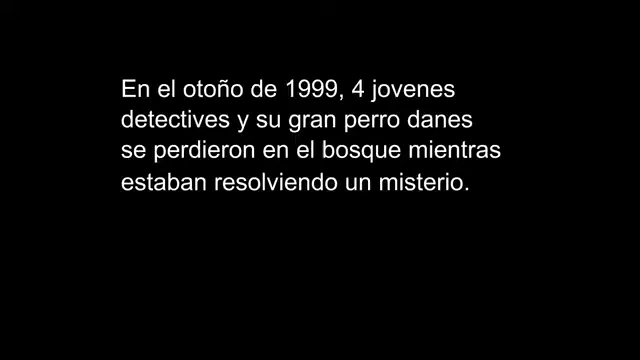 En el otoño de 1999, 4 jovenes
detectives y su gran perro danes
se perdieron en el bosque mientras
estaban resolviendo un misterio.